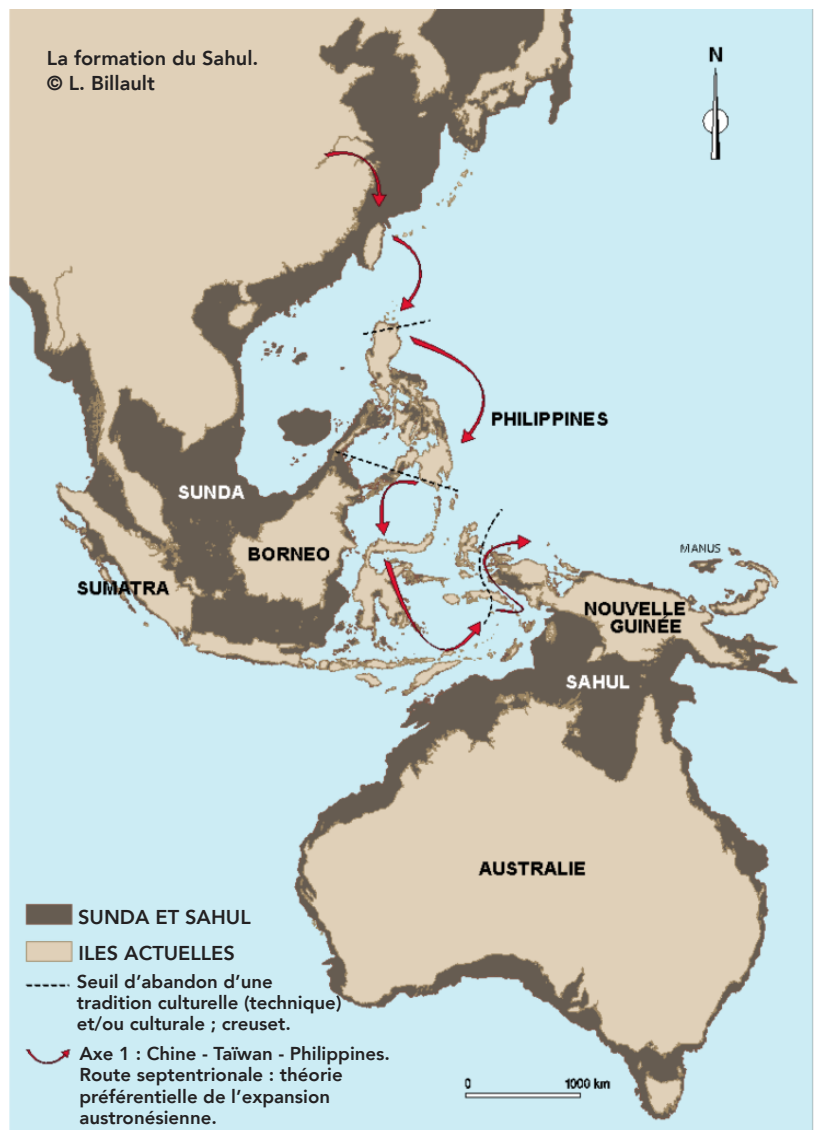 La formation du Sahul.
© L. Billault
N
PHILIPPINES
SUNDA
BORNEO
SUMATRA
MANUS
NOUVELLE
GUINÉE
SAHUL
AUSTRALIE
SUNDA ET SAHUL
ILES ACTUELLES
Seuil d'abandon d'une
tradition culturelle (technique)
et/ou culturale ; creuset.
Axe 1 : Chine - Taïwan - Philippines.
Route septentrionale : théorie
préférentielle de l'expansion
austronésienne.
0 1000 km